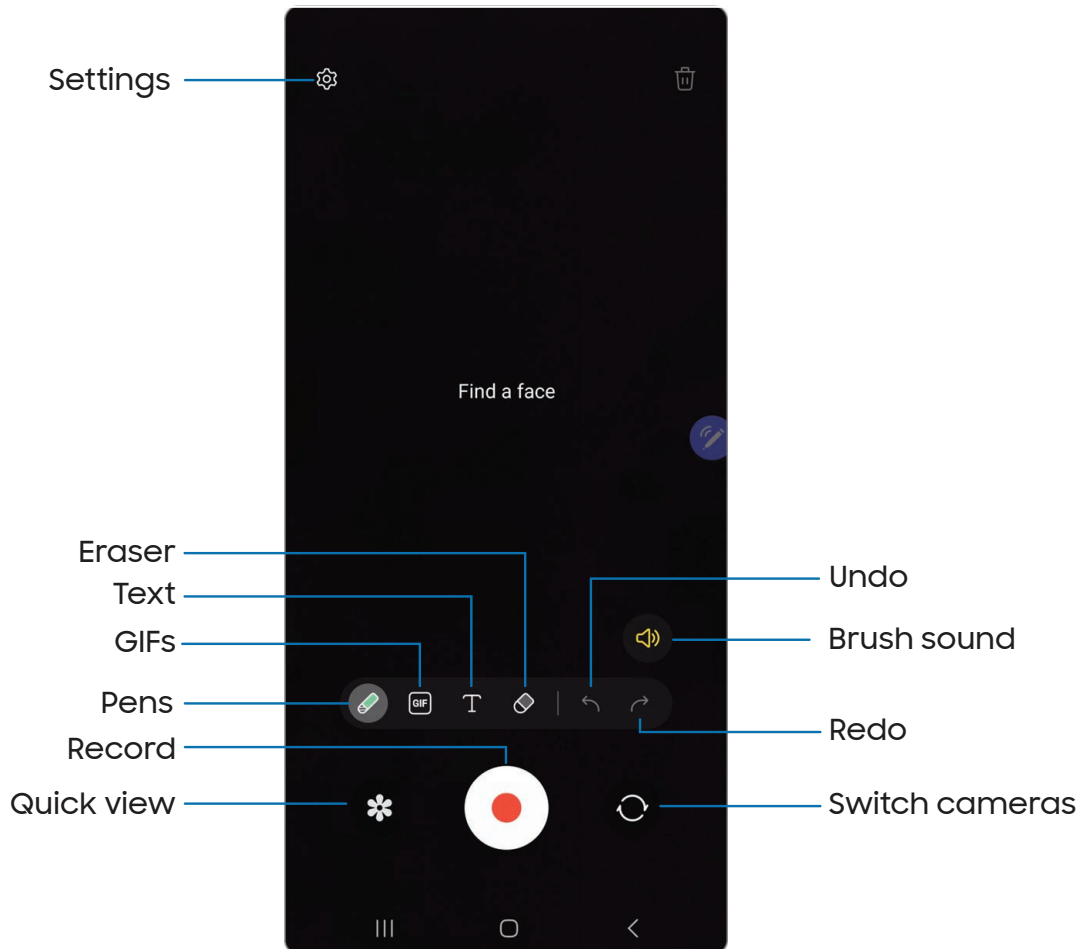 Settings
Find a face
Eraser
Text
GIFs
Pens
Record
Quick view
Undo
Brush sound
Redo
Switch cameras
GIF
T